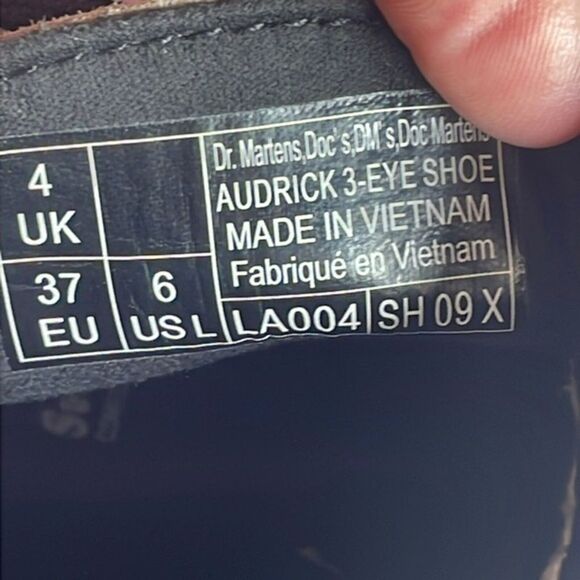 4
UK
37
EU
6
US L
Dr. Martens,Doc's,DM's,Doc Martens
AUDRICK 3-EYE SHOE
MADE IN VIETNAM
Fabriqué en Vietnam
LA004
SH 09 X